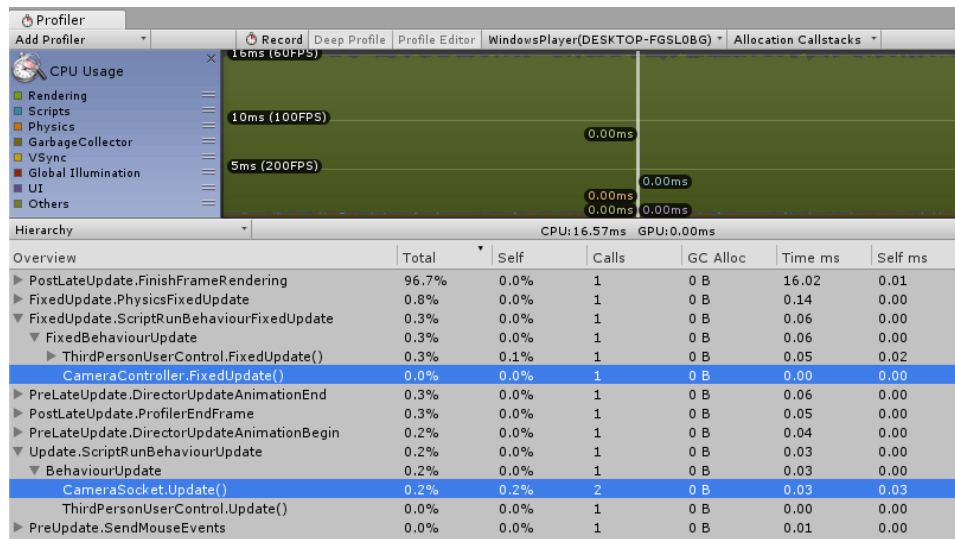 Profiler
Add Profiler Record Deep Profile Profile Editor WindowsPlayer(DESKTOP-FGSL0BG) Allocation Callstacks
CPU Usage
Rendering
Scripts
Physics
GarbageCollector
VSync
Global Illumination
UI
Others
16ms (60FPS)
10ms (100FPS)
0.00ms
5ms (200FPS)
0.00ms
0.00ms
0.00ms 0.00ms
Hierarchy CPU:16.57ms GPU:0.00ms
Overview Total Self Calls GC Alloc Time ms Self ms
PostLateUpdate.FinishFrameRendering 96.7% 0.0% 1 0 B 16.02 0.01
FixedUpdate.PhysicsFixedUpdate 0.8% 0.0% 1 0 B 0.14 0.00
FixedUpdate.ScriptRunBehaviourFixedUpdate 0.3% 0.0% 1 0 B 0.06 0.00
FixedBehaviourUpdate 0.3% 0.0% 1 0 B 0.06 0.00
ThirdPersonUserControl.FixedUpdate() 0.3% 0.1% 1 0 B 0.05 0.02
CameraController.FixedUpdate() 0.0% 0.0% 1 0 B 0.00 0.00
PreLateUpdate.DirectorUpdateAnimationEnd 0.3% 0.0% 1 0 B 0.06 0.00
PostLateUpdate.ProfilerEndFrame 0.3% 0.0% 1 0 B 0.05 0.00
PreLateUpdate.DirectorUpdateAnimationBegin 0.2% 0.0% 1 0 B 0.04 0.00
Update.ScriptRunBehaviourUpdate 0.2% 0.0% 1 0 B 0.03 0.00
BehaviourUpdate 0.2% 0.0% 1 0 B 0.03 0.00
CameraSocket.Update() 0.2% 0.2% 2 0 B 0.03 0.03
ThirdPersonUserControl.Update() 0.0% 0.0% 1 0 B 0.00 0.00
PreUpdate.SendMouseEvents 0.0% 0.0% 1 0 B 0.01 0.00